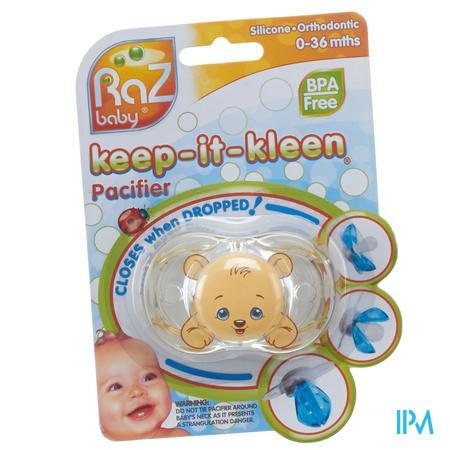 Silicone • Orthodontic
0-36 mths
RaZ
baby®
BPA
Free
keep-it-kleen®
Pacifier
CLOSES when DROPPED!
WARNING:
DO NOT TIE PACIFIER AROUND
BABY'S NECK AS IT PRESENTS
A STRANGULATION DANGER.
IPM